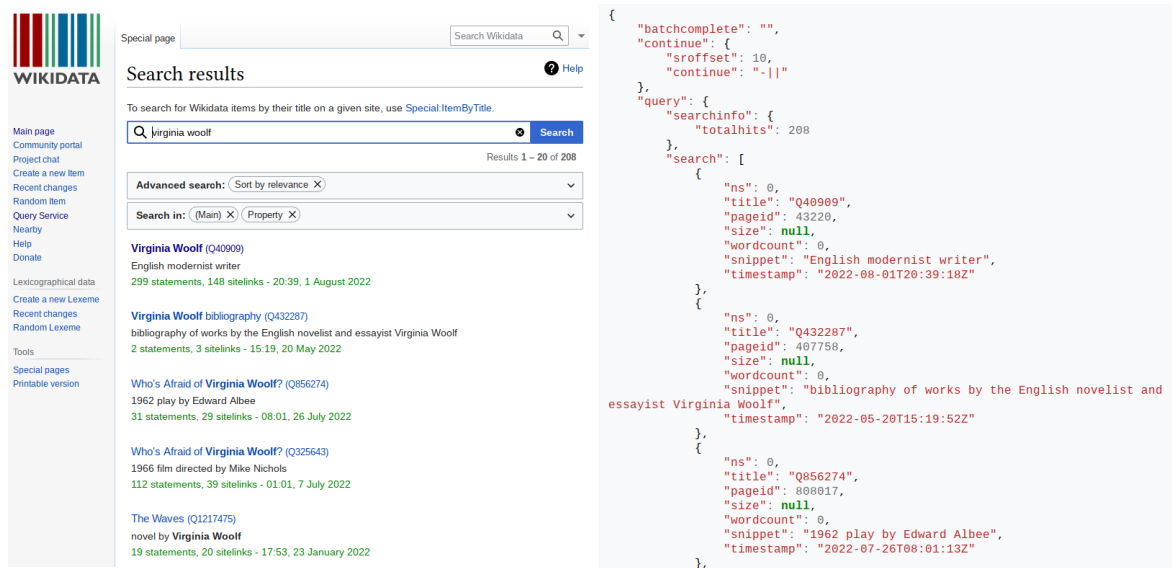 WIKIDATA
Main page
Community portal
Project chat
Create a new Item
Recent changes
Random Item
Query Service
Nearby
Help
Donate
Lexicographical data
Create a new Lexeme
Recent changes
Random Lexeme
Tools
Special pages
Printable version
Special page
Search Wikidata
Search results
Help
To search for Wikidata items by their title on a given site, use Special:ItemByTitle.
virginia woolf
Search
Results 1 – 20 of 208
Advanced search: Sort by relevance
Search in: (Main) Property
Virginia Woolf (Q40909)
English modernist writer
299 statements, 148 sitelinks - 20:39, 1 August 2022
Virginia Woolf bibliography (Q432287)
bibliography of works by the English novelist and essayist Virginia Woolf
2 statements, 3 sitelinks - 15:19, 20 May 2022
Who's Afraid of Virginia Woolf? (Q856274)
1962 play by Edward Albee
31 statements, 29 sitelinks - 08:01, 26 July 2022
Who's Afraid of Virginia Woolf? (Q325643)
1966 film directed by Mike Nichols
112 statements, 39 sitelinks - 01:01, 7 July 2022
The Waves (Q1217475)
novel by Virginia Woolf
19 statements, 20 sitelinks - 17:53, 23 January 2022
{
"batchcomplete": "",
"continue": {
"sroffset": 10,
"continue": "-||"
},
"query": {
"searchinfo": {
"totalhits": 208
},
"search": [
{
"ns": 0,
"title": "Q40909",
"pageid": 43220,
"size": null,
"wordcount": 0,
"snippet": "English modernist writer",
"timestamp": "2022-08-01T20:39:18Z"
},
{
"ns": 0,
"title": "Q432287",
"pageid": 407758,
"size": null,
"wordcount": 0,
"snippet": "bibliography of works by the English novelist and
essayist Virginia Woolf",
"timestamp": "2022-05-20T15:19:52Z"
},
{
"ns": 0,
"title": "Q856274",
"pageid": 808017,
"size": null,
"wordcount": 0,
"snippet": "1962 play by Edward Albee",
"timestamp": "2022-07-26T08:01:13Z"
},